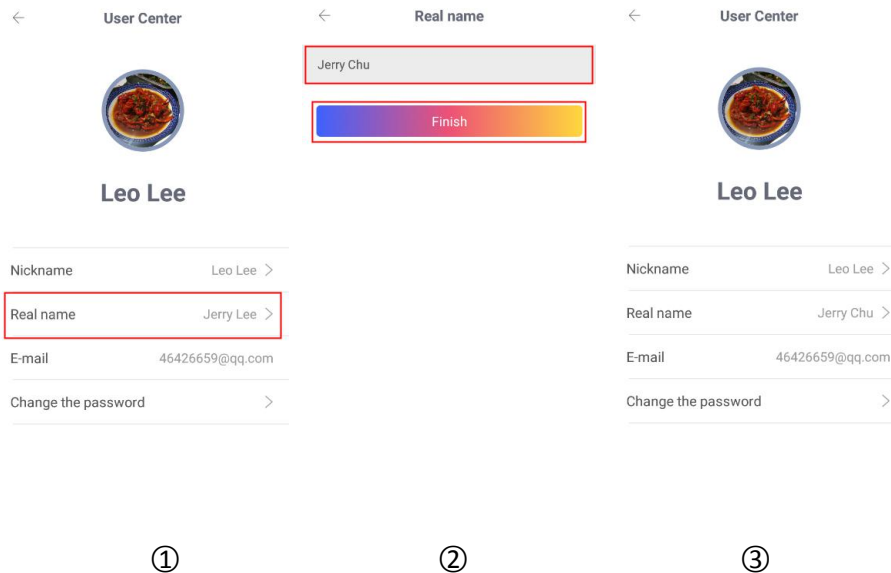 User Center
Leo Lee
Nickname
Leo Lee
Real name
Jerry Lee
E-mail
46426659@qq.com
Change the password
①
Real name
Jerry Chu
Finish
②
User Center
Leo Lee
Nickname
Leo Lee
Real name
Jerry Chu
E-mail
46426659@qq.com
Change the password
③